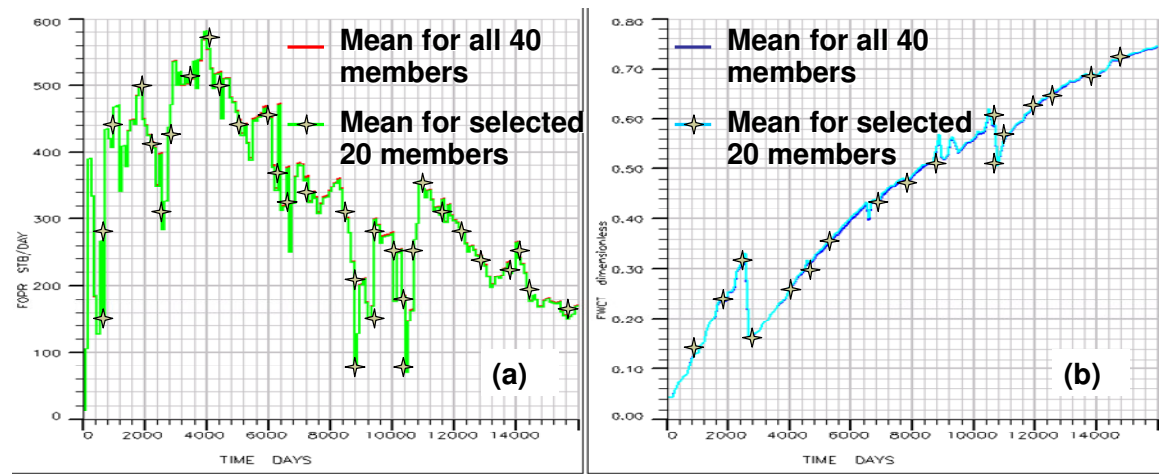 600
500
400
300
200
100
0
FOPR STB/DAY
0 2000 4000 6000 8000 10000 12000 14000
TIME DAYS
Mean for all 40
members
Mean for selected
20 members
(a)
0.80
0.70
0.60
0.50
0.40
0.30
0.20
0.10
0.00
FWCT dimensionless
0 2000 4000 6000 8000 10000 12000 14000
TIME DAYS
Mean for all 40
members
Mean for selected
20 members
(b)